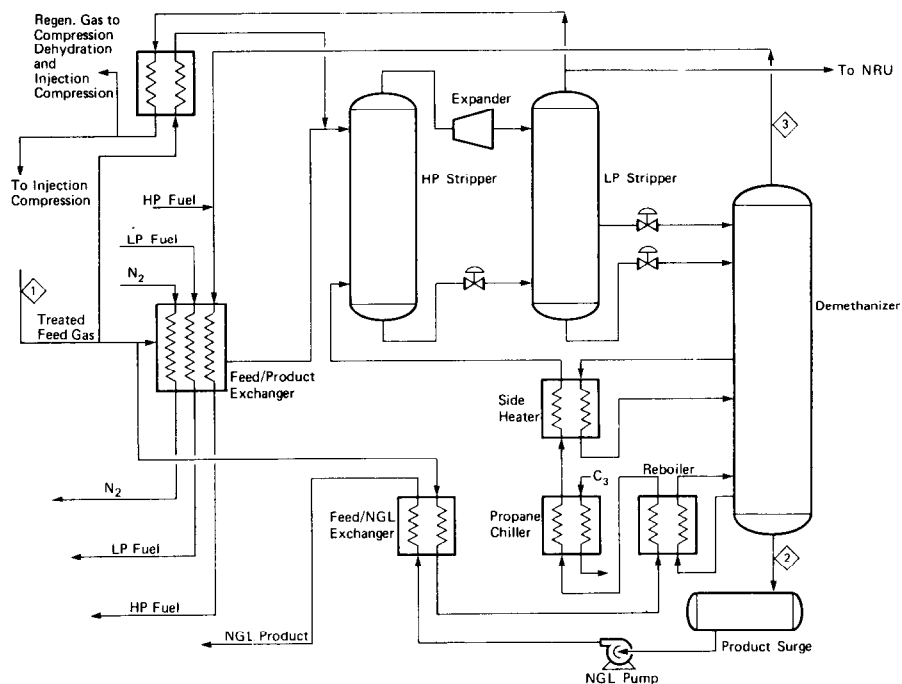 Regen. Gas to
Compression
Dehydration
and
Injection
Compression
To Injection
Compression
HP Fuel
LP Fuel
N2
1
Treated
Feed Gas
Feed/Product
Exchanger
N2
LP Fuel
HP Fuel
NGL Product
Expander
HP Stripper
LP Stripper
To NRU
3
Demethanizer
Side
Heater
Reboiler
C3
Feed/NGL
Exchanger
Propane
Chiller
2
Product Surge
NGL Pump